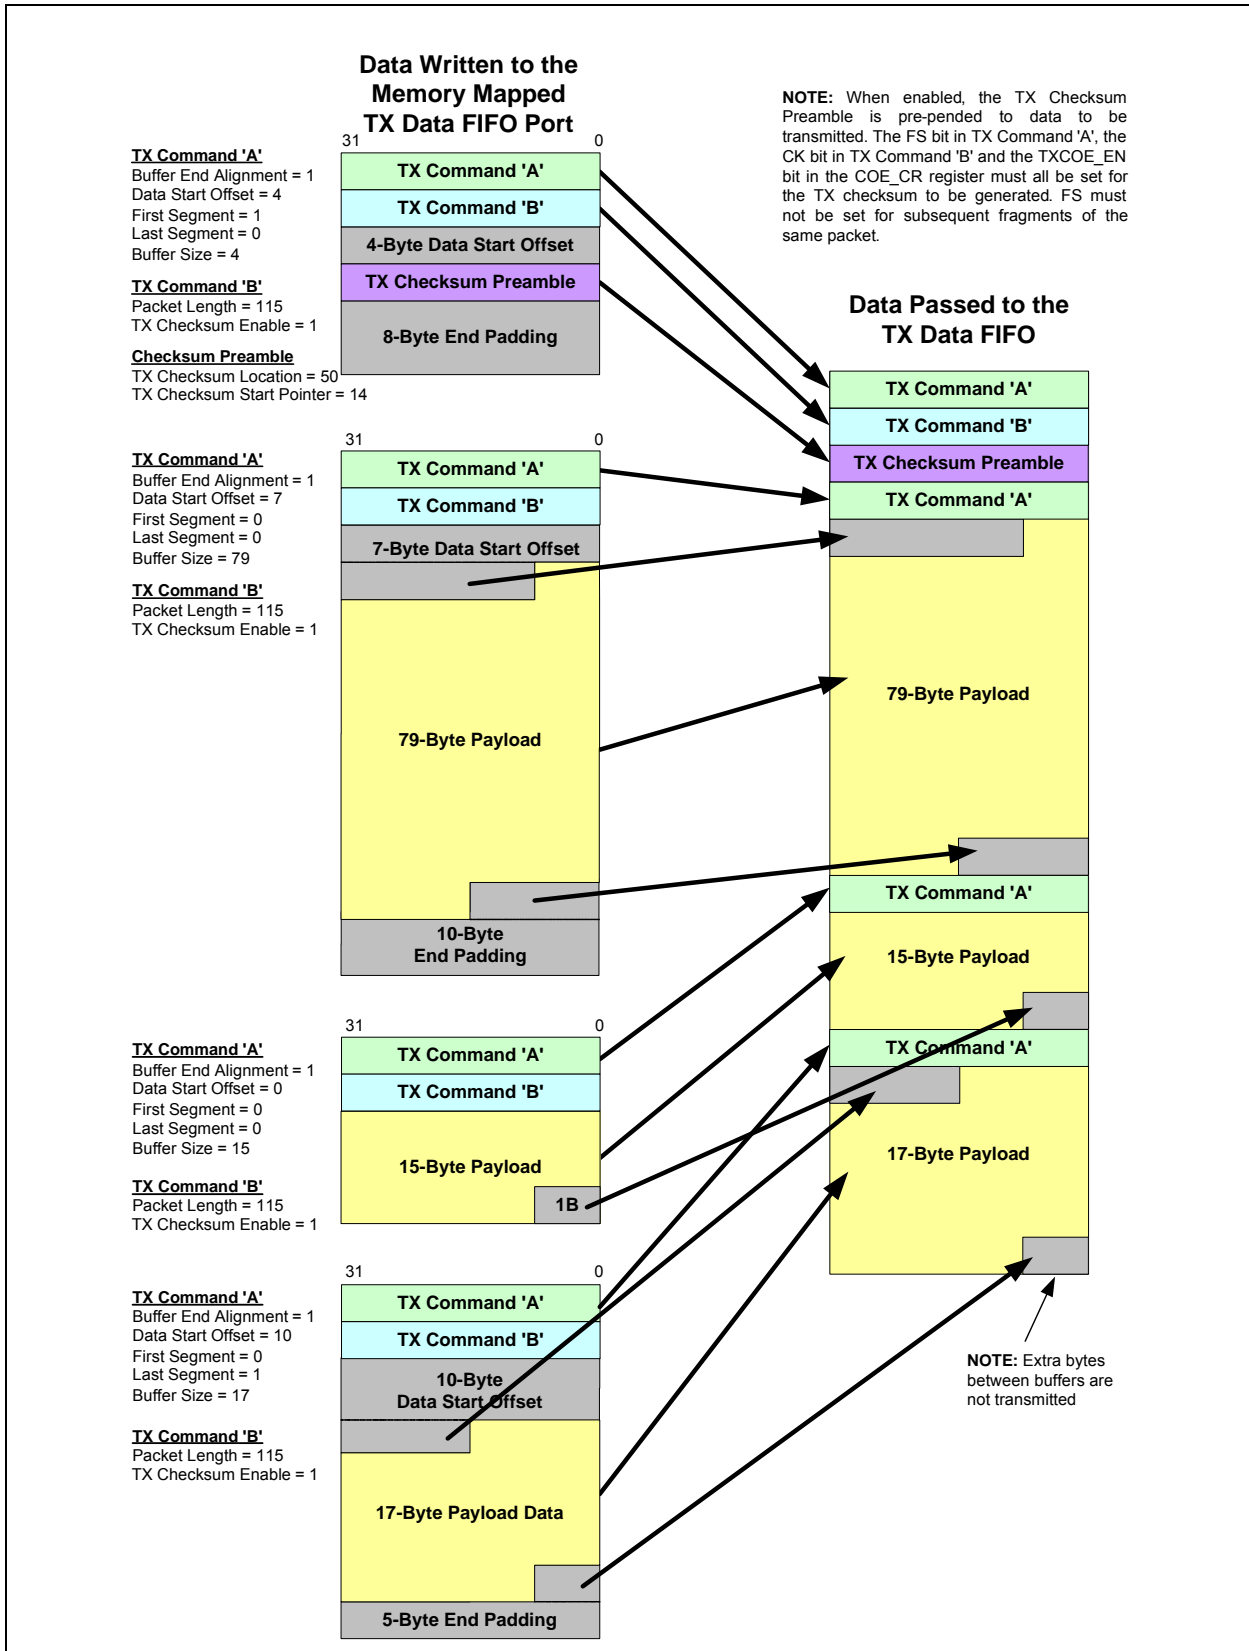 Data Written to the
Memory Mapped
TX Data FIFO Port
31 0
TX Command 'A'
Buffer End Alignment = 1
Data Start Offset = 4
First Segment = 1
Last Segment = 0
Buffer Size = 4
TX Command 'B'
Packet Length = 115
TX Checksum Enable = 1
Checksum Preamble
TX Checksum Location = 50
TX Checksum Start Pointer = 14
TX Command 'A'
TX Command 'B'
4-Byte Data Start Offset
TX Checksum Preamble
8-Byte End Padding
NOTE: When enabled, the TX Checksum
Preamble is pre-pended to data to be
transmitted. The FS bit in TX Command 'A', the
CK bit in TX Command 'B' and the TXCOE_EN
bit in the COE_CR register must all be set for
the TX checksum to be generated. FS must
not be set for subsequent fragments of the
same packet.
Data Passed to the
TX Data FIFO
TX Command 'A'
TX Command 'B'
TX Checksum Preamble
TX Command 'A'
79-Byte Payload
TX Command 'A'
15-Byte Payload
TX Command 'A'
17-Byte Payload
NOTE: Extra bytes
between buffers are
not transmitted
31 0
TX Command 'A'
Buffer End Alignment = 1
Data Start Offset = 7
First Segment = 0
Last Segment = 0
Buffer Size = 79
TX Command 'B'
Packet Length = 115
TX Checksum Enable = 1
TX Command 'A'
TX Command 'B'
7-Byte Data Start Offset
79-Byte Payload
10-Byte
End Padding
31 0
TX Command 'A'
Buffer End Alignment = 1
Data Start Offset = 0
First Segment = 0
Last Segment = 0
Buffer Size = 15
TX Command 'B'
Packet Length = 115
TX Checksum Enable = 1
TX Command 'A'
TX Command 'B'
15-Byte Payload
1B
31 0
TX Command 'A'
Buffer End Alignment = 1
Data Start Offset = 10
First Segment = 0
Last Segment = 1
Buffer Size = 17
TX Command 'B'
Packet Length = 115
TX Checksum Enable = 1
TX Command 'A'
TX Command 'B'
10-Byte
Data Start Offset
17-Byte Payload Data
5-Byte End Padding